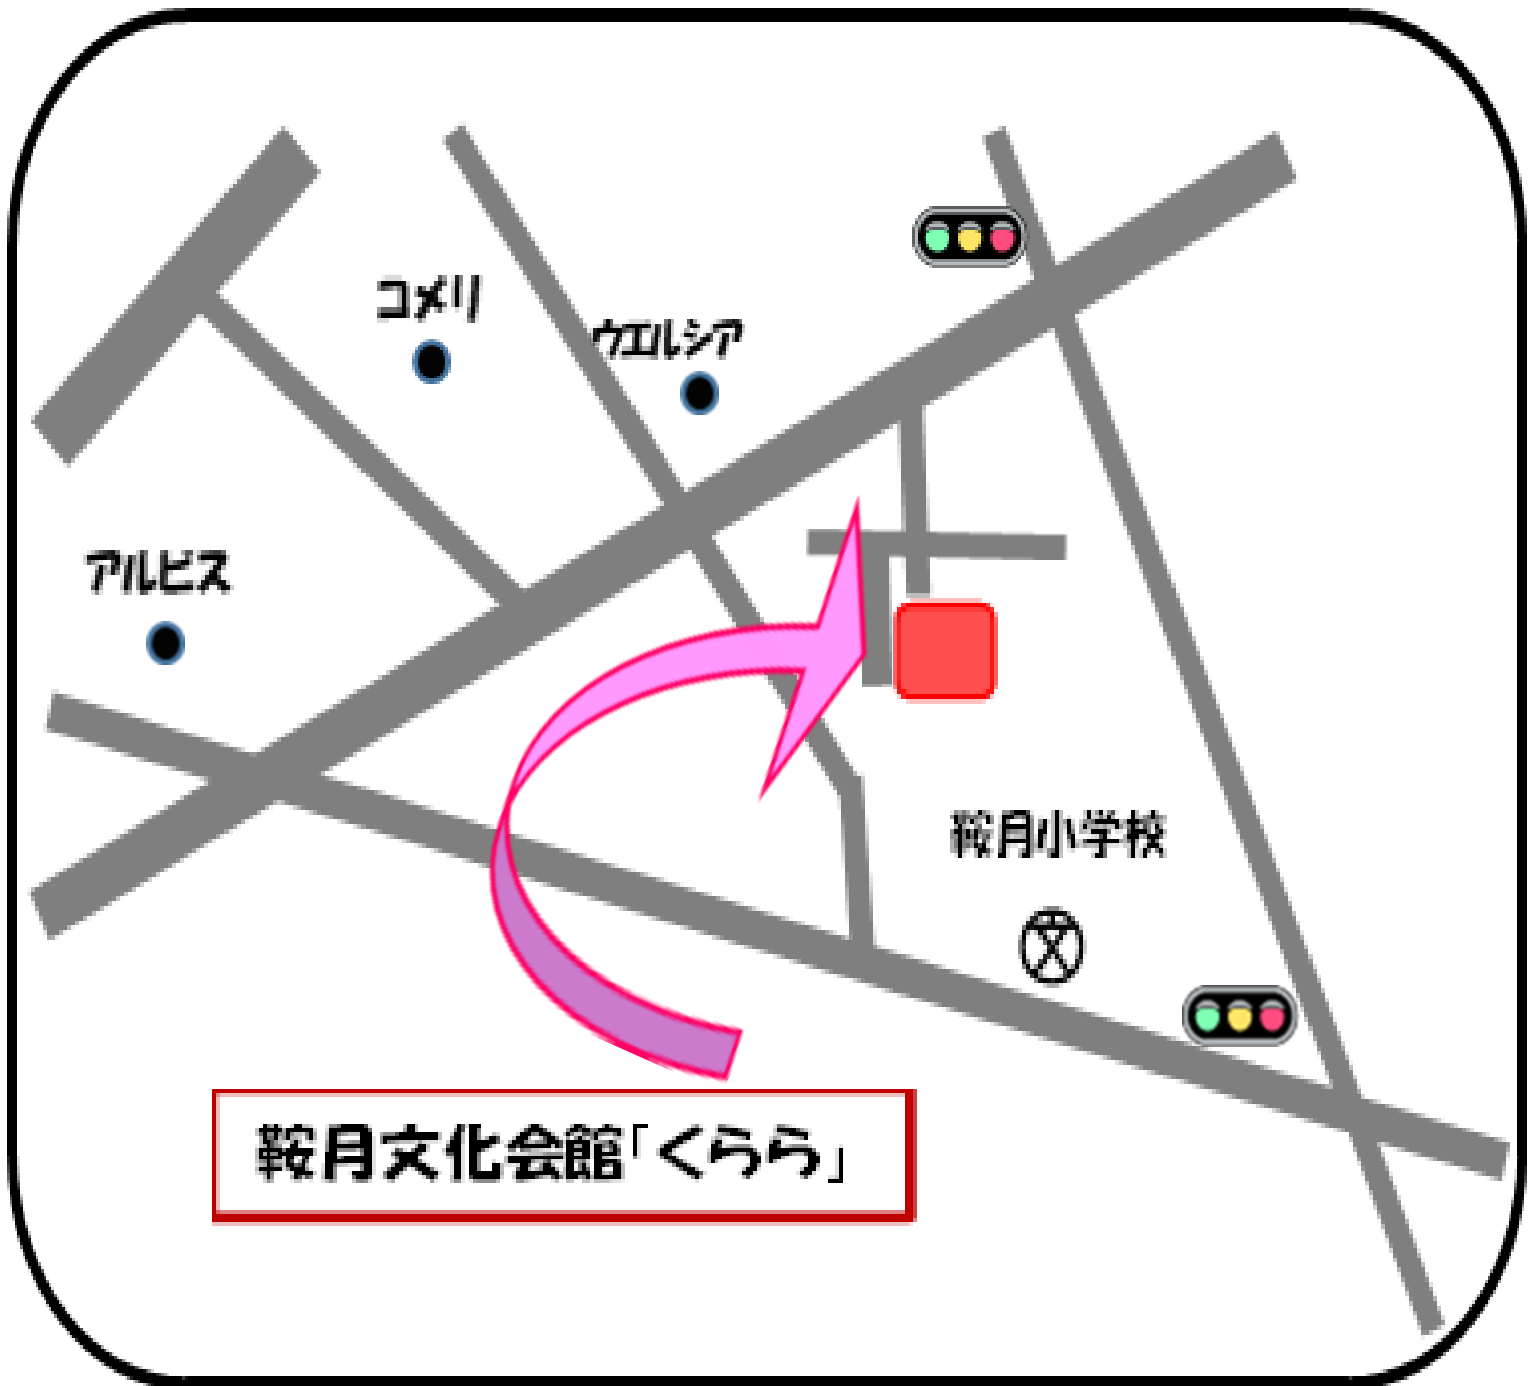 コメリ
ウエルシア
アルビス
鞍月小学校
文
鞍月文化会館「くらら」